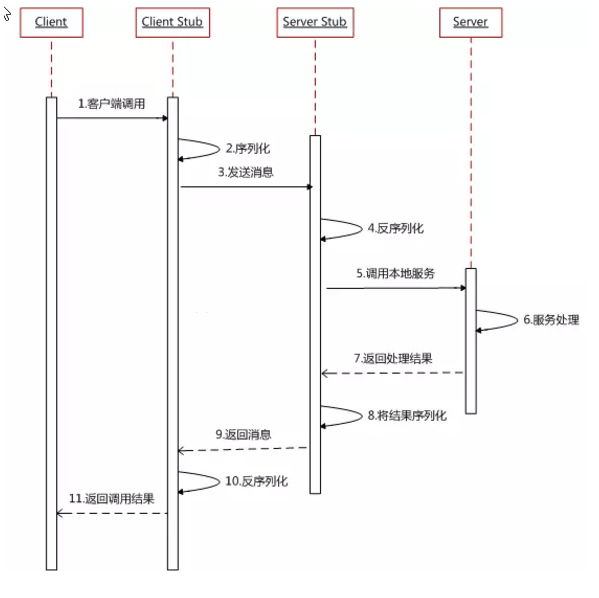 Client
Client Stub
Server Stub
Server
1.客户端调用
2.序列化
3.发送消息
4.反序列化
5.调用本地服务
6.服务处理
7.返回处理结果
8.将结果序列化
9.返回消息
10.反序列化
11.返回调用结果